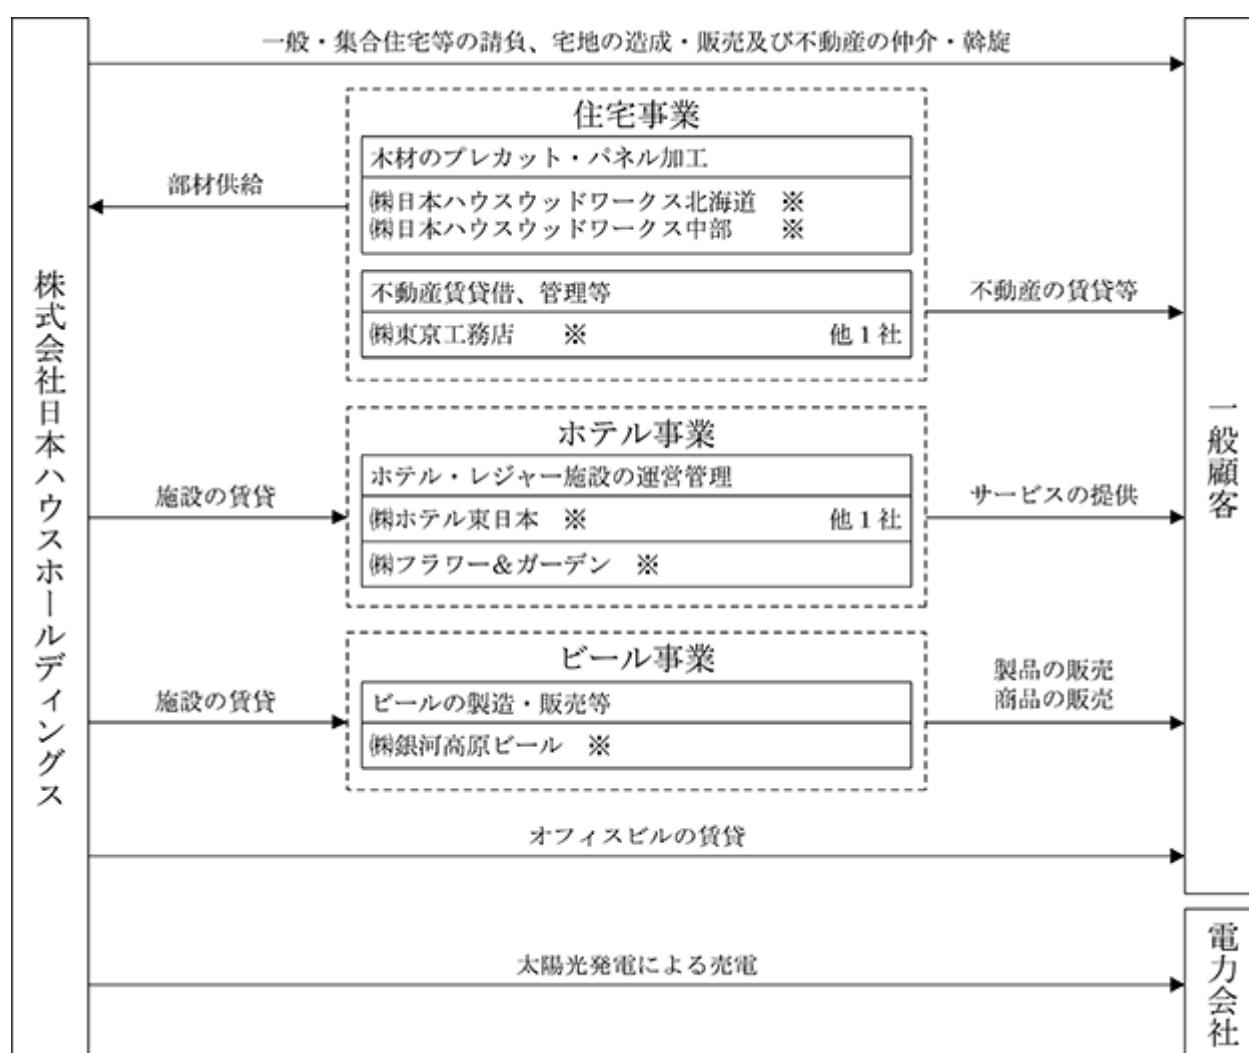 一般・集合住宅等の請負、宅地の造成・販売及び不動産の仲介・斡旋
株式会社日本ハウスホールディングス
住宅事業
木材のプレカット・パネル加工
㈱日本ハウスウッドワークス北海道 ※
㈱日本ハウスウッドワークス中部 ※
部材供給
不動産賃貸借、管理等
㈱東京工務店 ※ 他1社
不動産の賃貸等
ホテル事業
ホテル・レジャー施設の運営管理
㈱ホテル東日本 ※ 他1社
㈱フラワー&ガーデン ※
施設の賃貸
サービスの提供
ビール事業
ビールの製造・販売等
㈱銀河高原ビール ※
施設の賃貸
製品の販売
商品の販売
オフィスビルの賃貸
一般顧客
太陽光発電による売電
電力会社